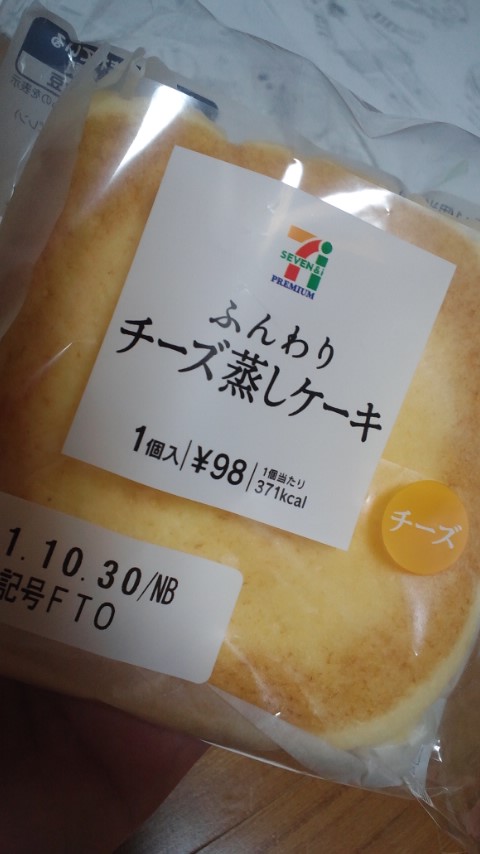 SEVEN&i
PREMIUM
ふんわり
チーズ蒸しケーキ
1個入 ¥98 1個当たり
371kcal
チーズ
1.10.30/NB
記号FTO